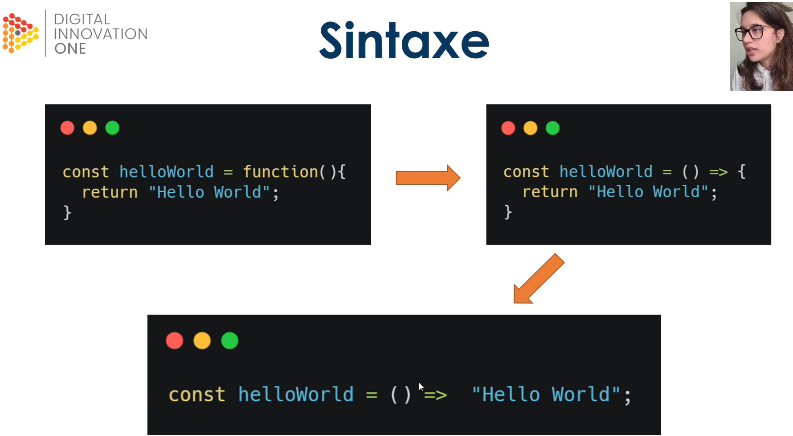 DIGITAL
INNOVATION
ONE
Sintaxe
const helloWorld = function(){
return "Hello World";
}
const helloWorld = () => {
return "Hello World";
}
const helloWorld = () => "Hello World";